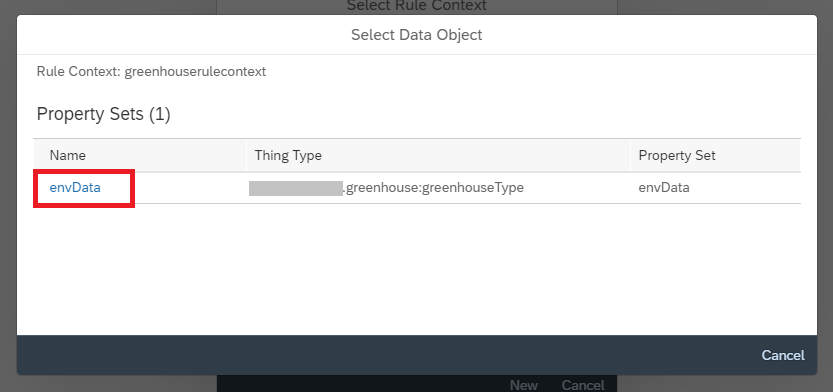 Select Rule Context
Select Data Object
Rule Context: greenhouserulecontext
Property Sets (1)
Name Thing Type Property Set
envData .greenhouse:greenhouseType envData
Cancel
New Cancel